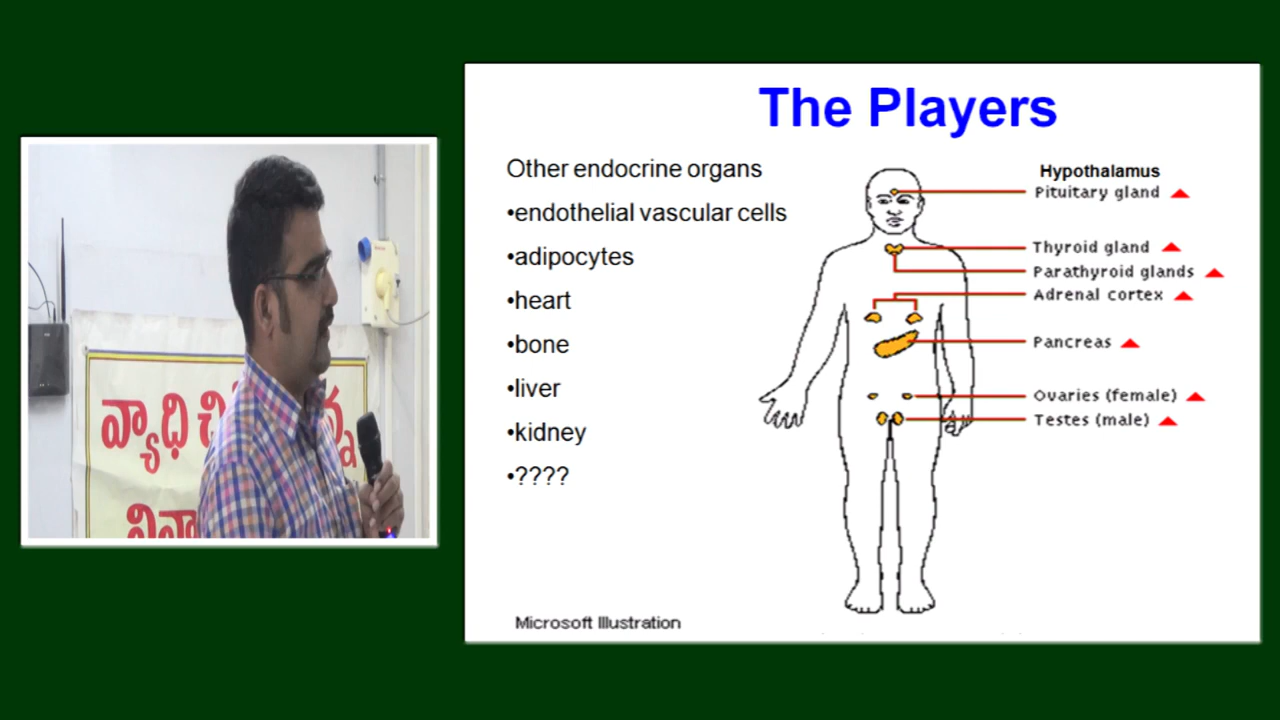 The Players
Other endocrine organs
•endothelial vascular cells
•adipocytes
•heart
•bone
•liver
•kidney
•????
Hypothalamus
Pituitary gland
Thyroid gland
Parathyroid glands
Adrenal cortex
Pancreas
Ovaries (female)
Testes (male)
Microsoft Illustration
వ్యాధి